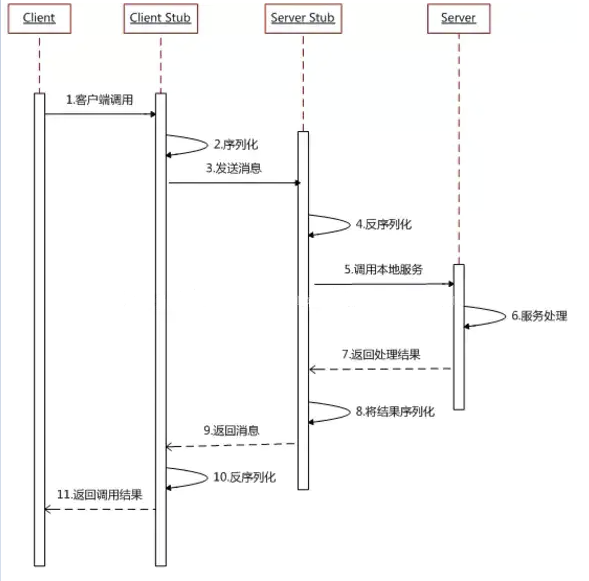 Client
Client Stub
Server Stub
Server
1.客户端调用
2.序列化
3.发送消息
4.反序列化
5.调用本地服务
6.服务处理
7.返回处理结果
8.将结果序列化
9.返回消息
10.反序列化
11.返回调用结果